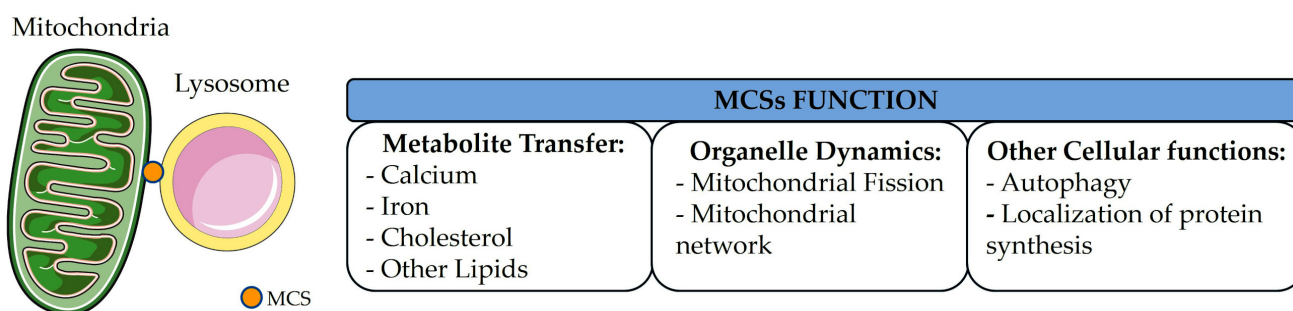 Mitochondria
Lysosome
MCS
MCSs FUNCTION
Metabolite Transfer:
- Calcium
- Iron
- Cholesterol
- Other Lipids
Organelle Dynamics:
- Mitochondrial Fission
- Mitochondrial
network
Other Cellular functions:
- Autophagy
- Localization of protein
synthesis